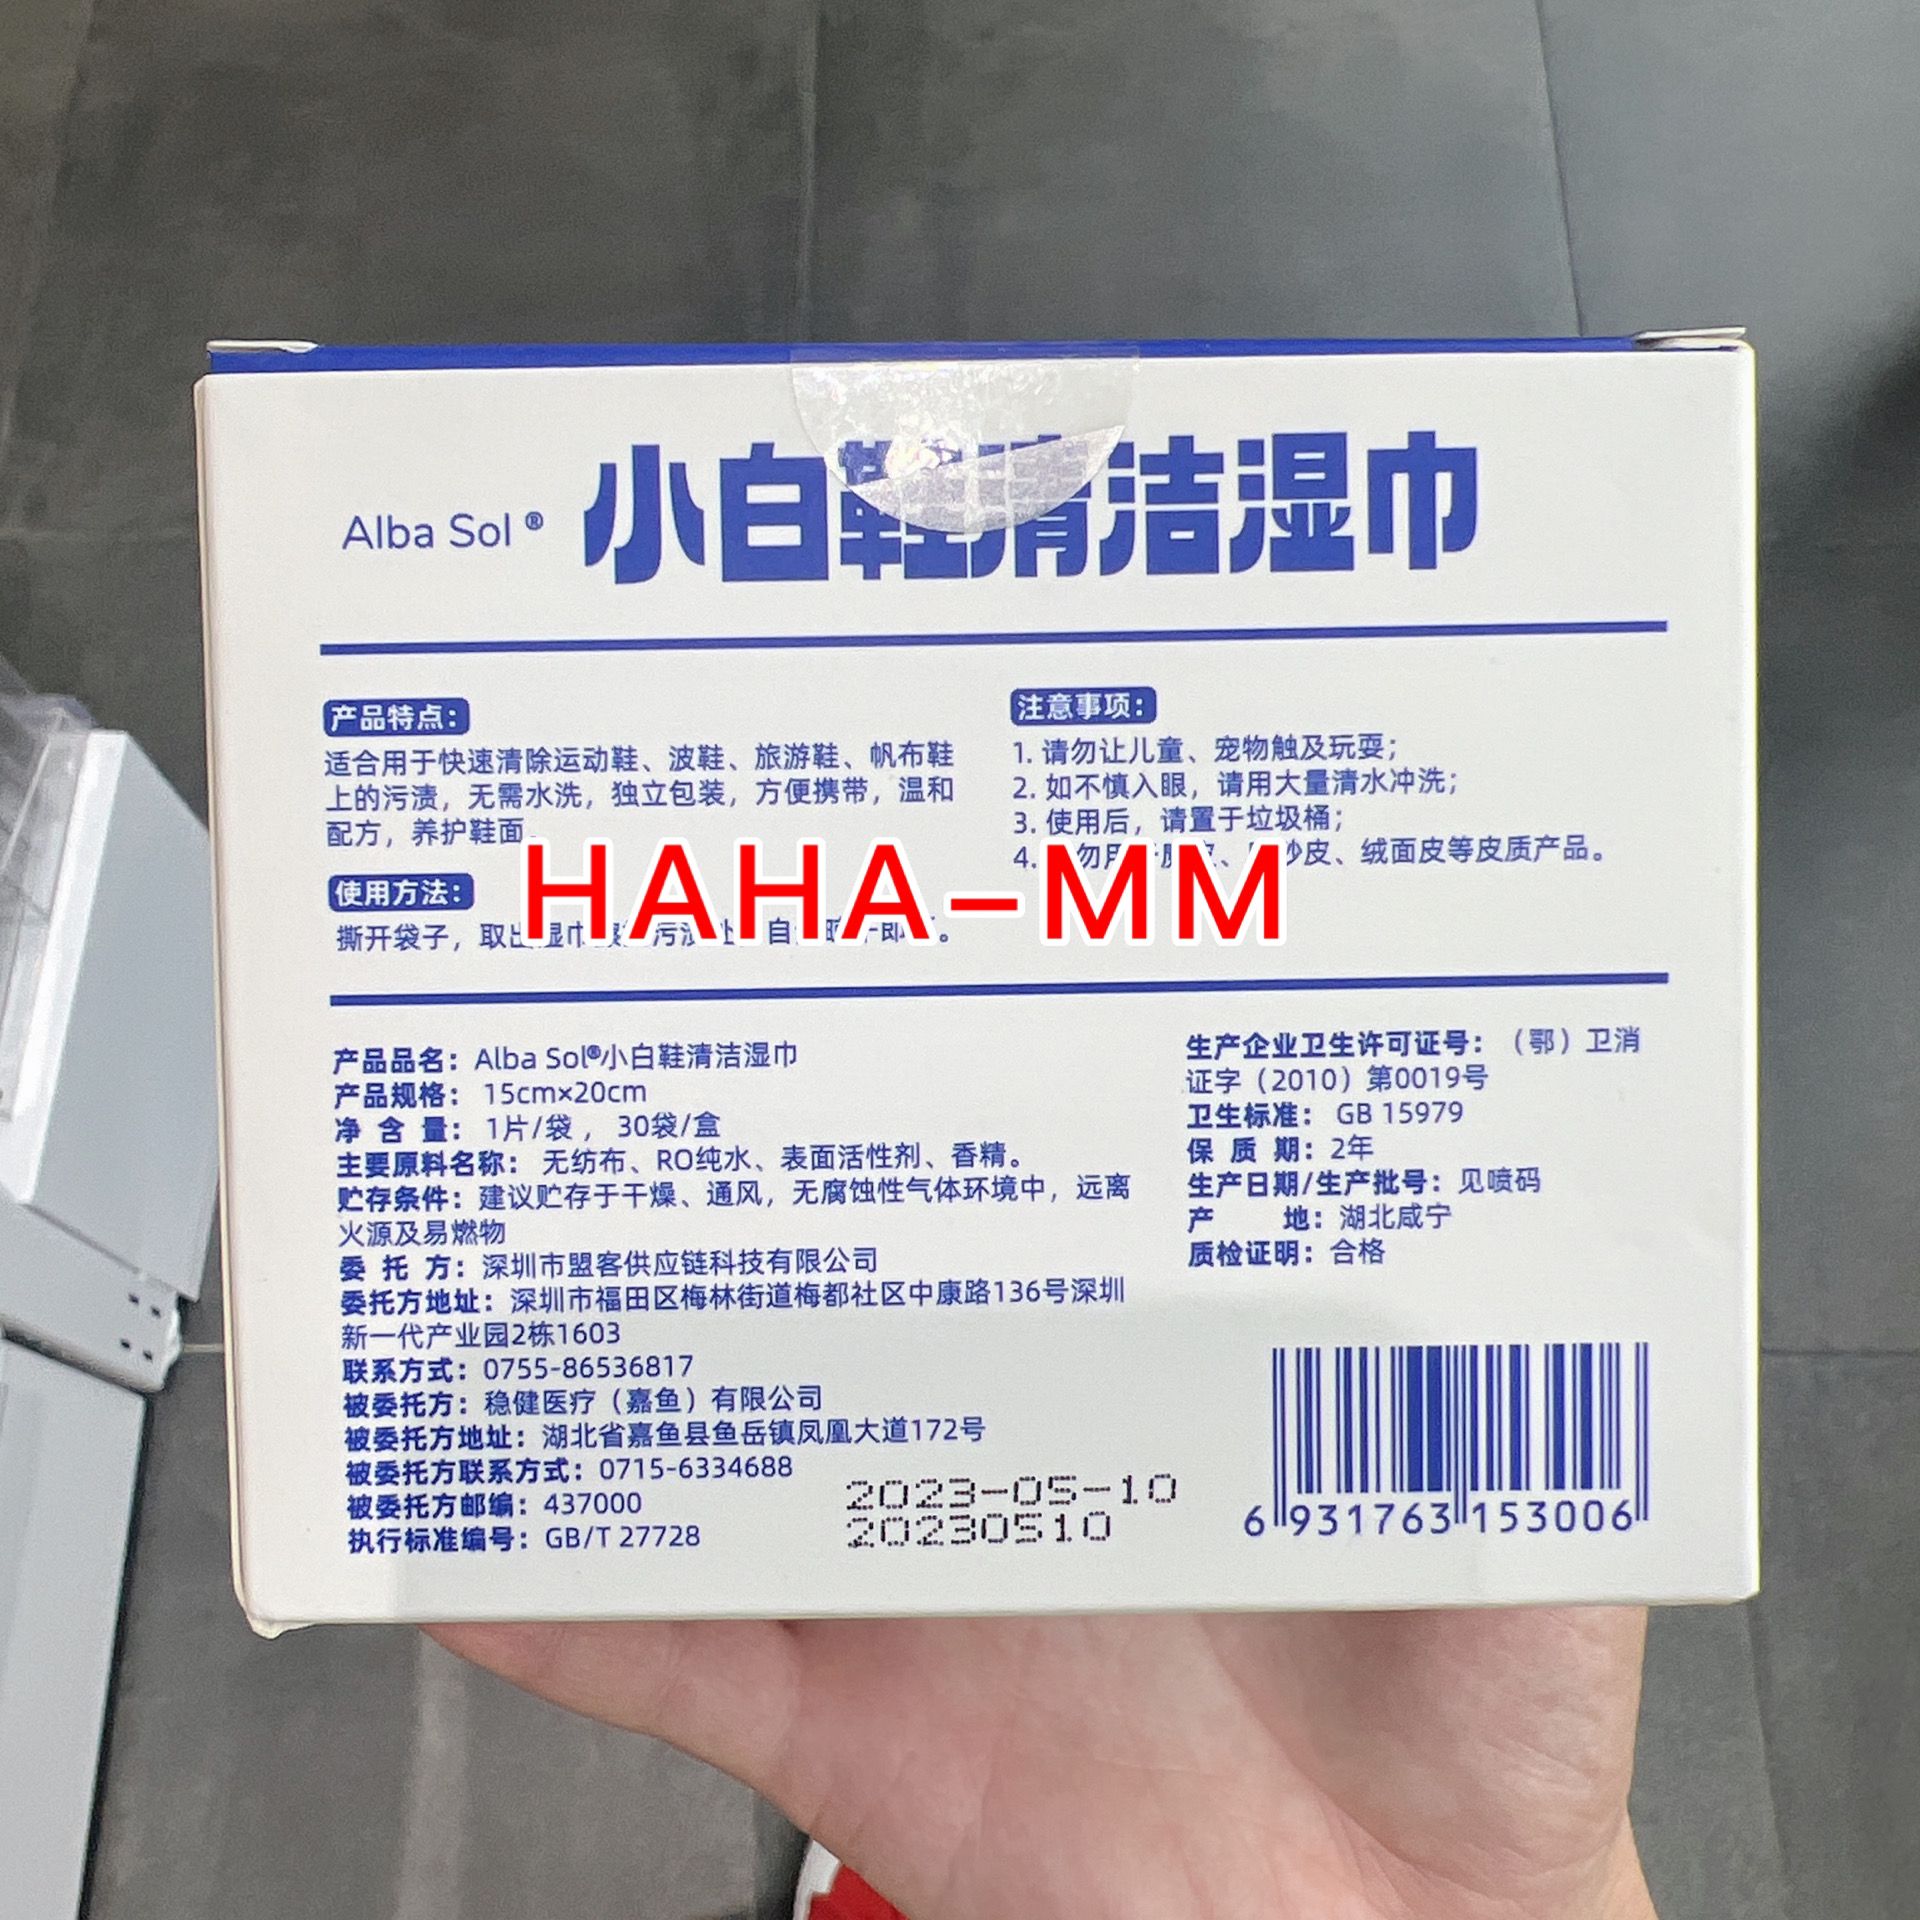 Alba Sol® 小白鞋清洁湿巾
产品特点：
适合用于快速清除运动鞋、波鞋、旅游鞋、帆布鞋
上的污渍，无需水洗，独立包装，方便携带，温和
配方，养护鞋面
使用方法：
撕开袋子，取出湿巾 污渍 自 即 。
注意事项：
1. 请勿让儿童、宠物触及玩耍；
2. 如不慎入眼，请用大量清水冲洗；
3. 使用后，请置于垃圾桶；
4. 勿用 皮、 砂皮、绒面皮等皮质产品。
HAHA-MM
产品品名：Alba Sol®小白鞋清洁湿巾
产品规格：15cm×20cm
净 含 量：1片/袋，30袋/盒
主要原料名称：无纺布、RO纯水、表面活性剂、香精。
贮存条件：建议贮存于干燥、通风，无腐蚀性气体环境中，远离
火源及易燃物
委 托 方：深圳市盟客供应链科技有限公司
委托方地址：深圳市福田区梅林街道梅都社区中康路136号深圳
新一代产业园2栋1603
联系方式：0755-86536817
被委托方：稳健医疗（嘉鱼）有限公司
被委托方地址：湖北省嘉鱼县鱼岳镇凤凰大道172号
被委托方联系方式：0715-6334688
被委托方邮编：437000
执行标准编号：GB/T 27728
生产企业卫生许可证号：（鄂）卫消
证字（2010）第0019号
卫生标准：GB 15979
保 质 期：2年
生产日期/生产批号：见喷码
产 地：湖北咸宁
质检证明：合格
2023-05-10
20230510
6 931763 153006